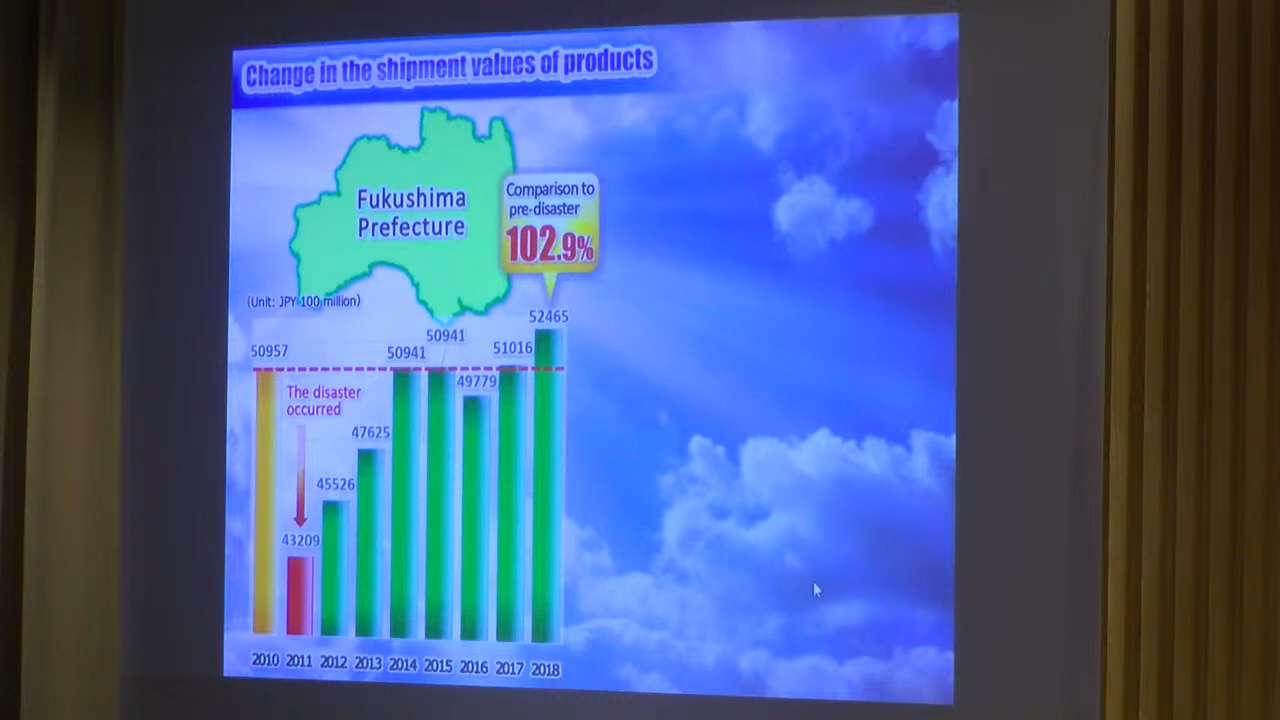 Change in the shipment values of products
Fukushima
Prefecture
Comparison to
pre-disaster
102.9%
(Unit: JPY 100 million)
52465
50941
51016
50957
50941
49779
The disaster
occurred
47625
45526
43209
2010 2011 2012 2013 2014 2015 2016 2017 2018